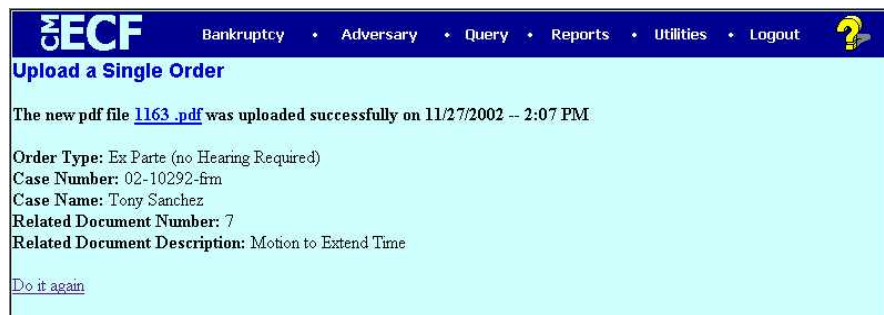 CM ECF Bankruptcy • Adversary • Query • Reports • Utilities • Logout ?
Upload a Single Order
The new pdf file 1163 .pdf was uploaded successfully on 11/27/2002 -- 2:07 PM
Order Type: Ex Parte (no Hearing Required)
Case Number: 02-10292-frm
Case Name: Tony Sanchez
Related Document Number: 7
Related Document Description: Motion to Extend Time
Do it again